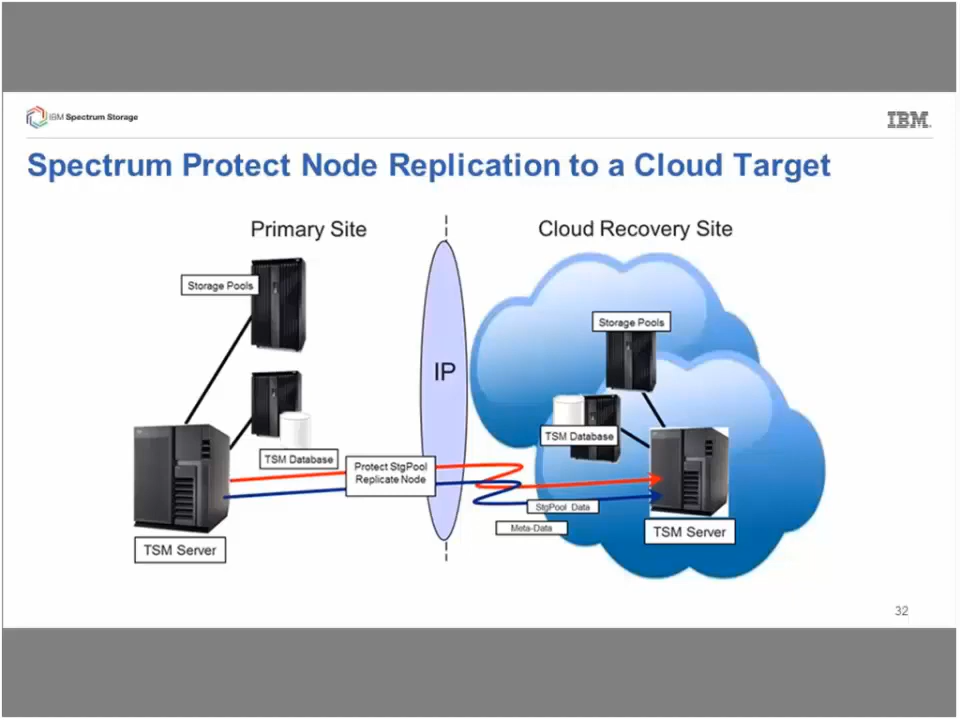 IBM Spectrum Storage
IBM
Spectrum Protect Node Replication to a Cloud Target
Primary Site
Cloud Recovery Site
Storage Pools
Storage Pools
IP
TSM Database
TSM Database
Protect StgPool
Replicate Node
StgPool Data
Meta-Data
TSM Server
TSM Server
32